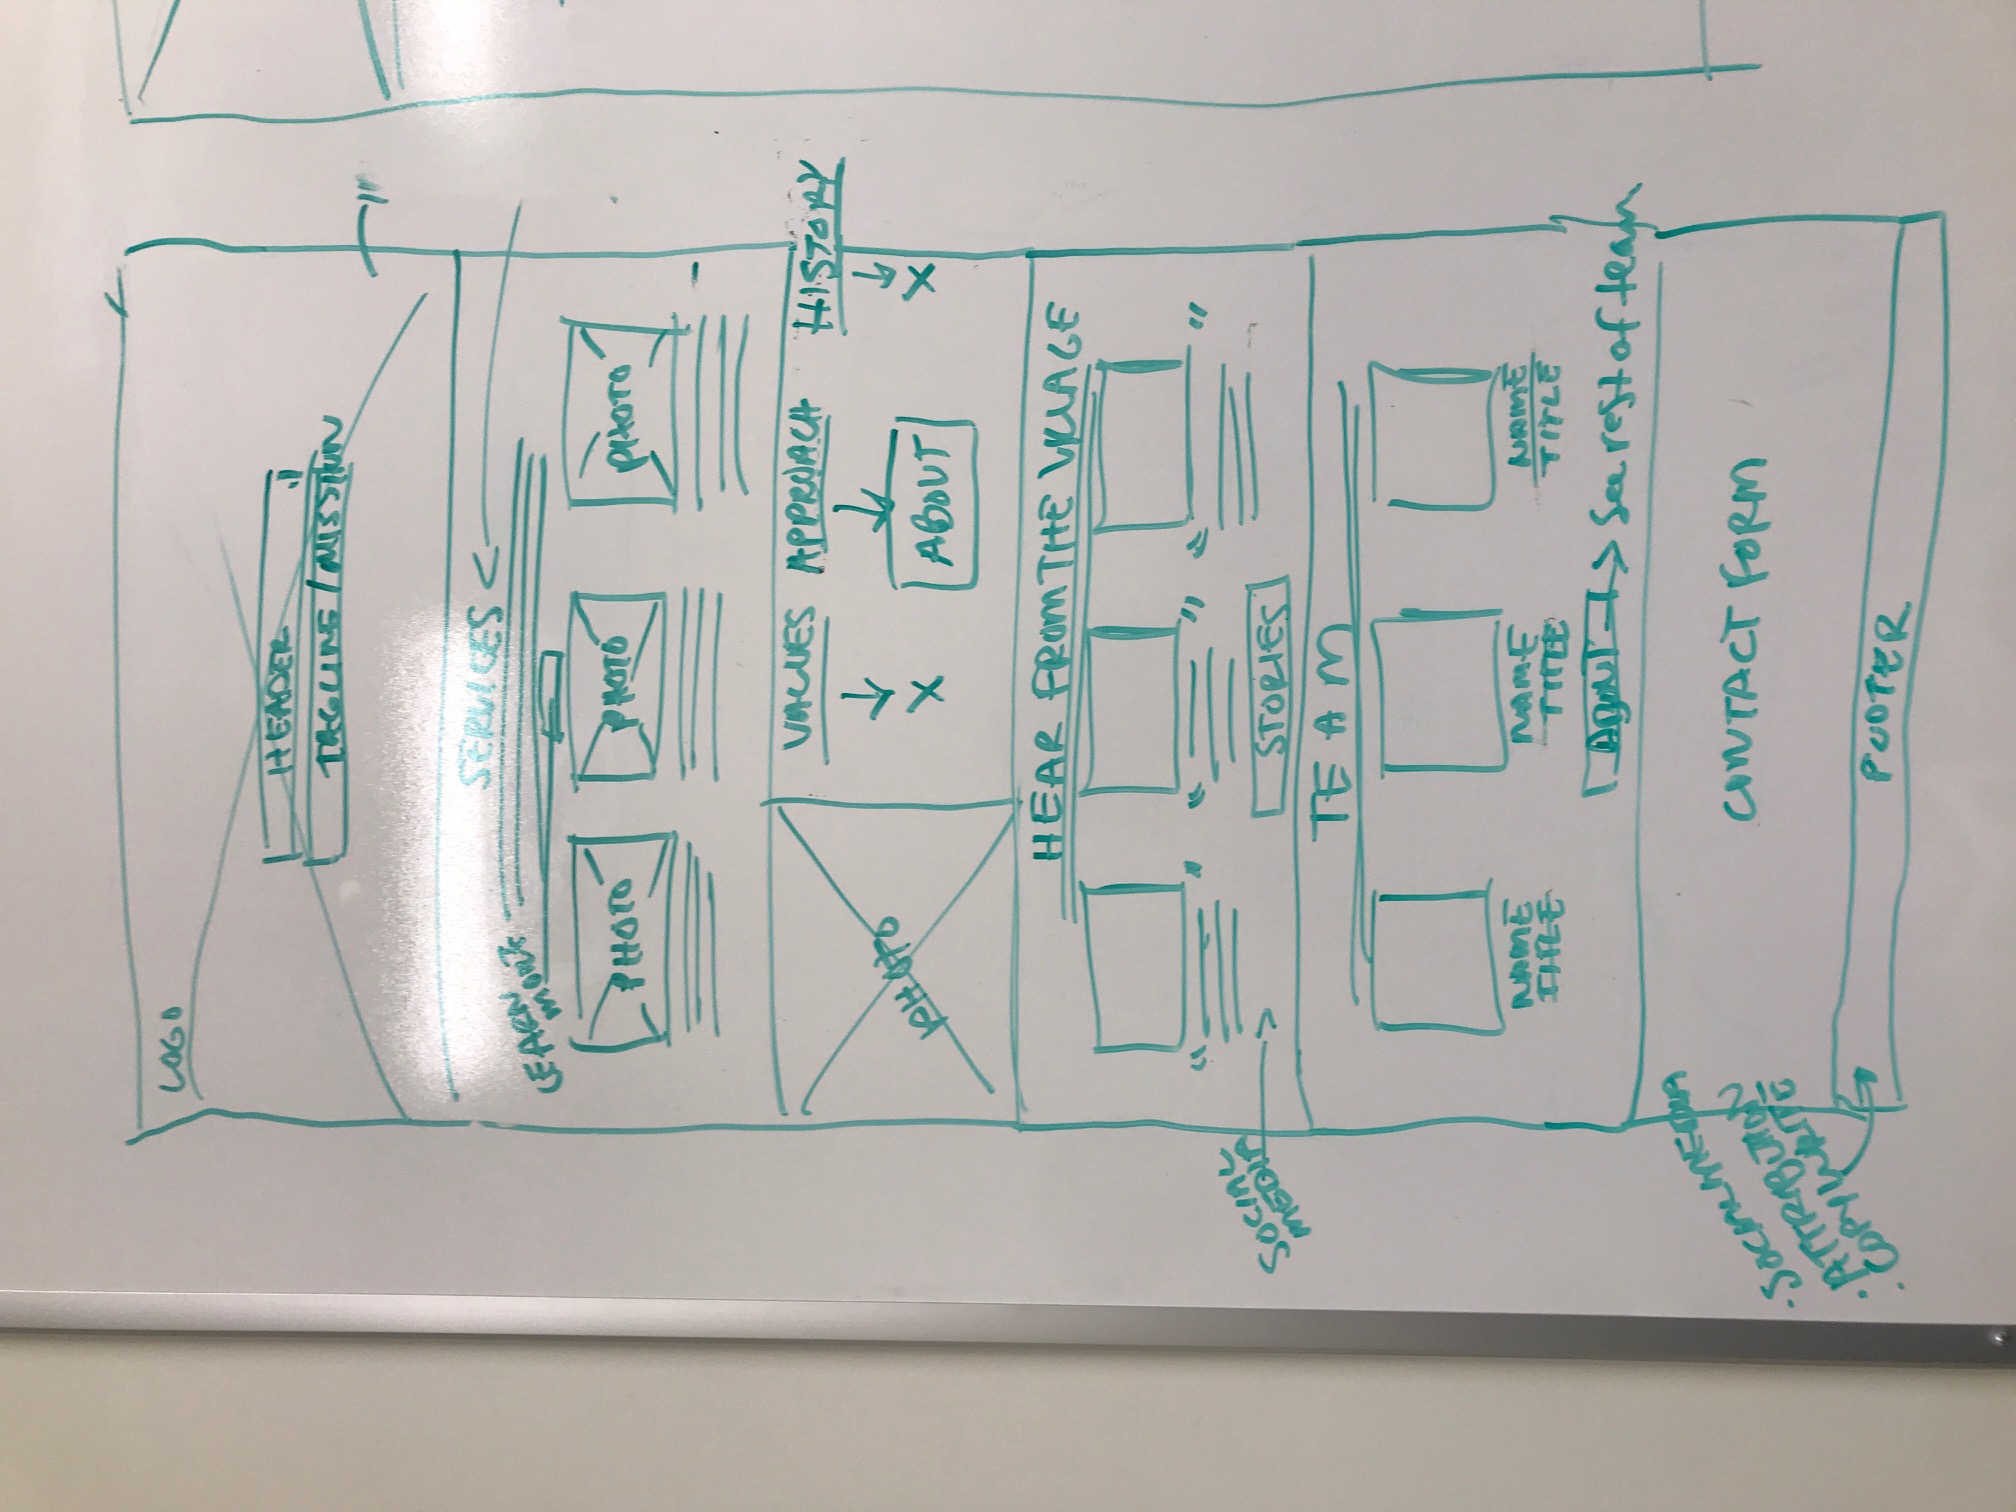 LOGO
HEADER
TAGLINE / MISSION
SERVICES
LEARN
MORE
PHOTO
PHOTO
PHOTO
PHOTO
VALUES
APPROACH
HISTORY
X
ABOUT
X
HEAR FROM THE VILLAGE
“ ”
“ ”
“ ”
SOCIAL
MEDIA
STORIES
TEAM
NAME
TITLE
NAME
TITLE
NAME
TITLE
ABOUT
See rest of team
CONTACT FORM
· SOCIAL MEDIA
· ATTRIBUTION
· COPYWRITE
FOOTER